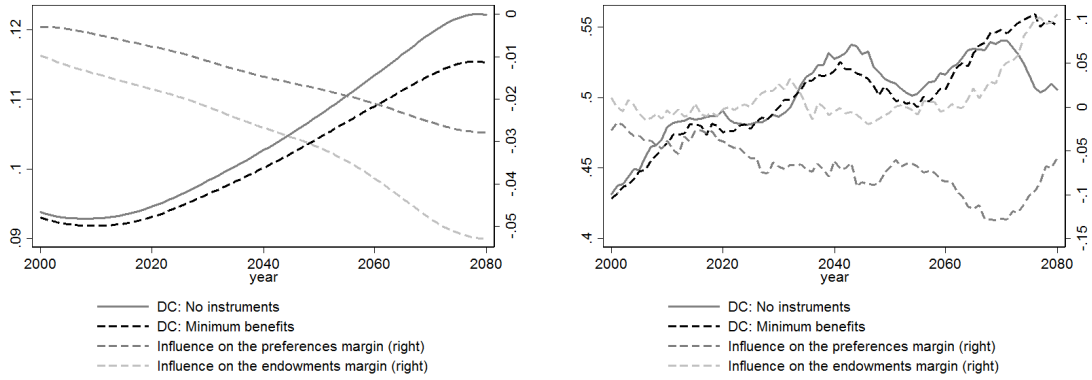 .12
.11
.1
.09
0
-.01
-.02
-.03
-.04
-.05
2000 2020 2040 2060 2080
year
DC: No instruments
DC: Minimum benefits
Influence on the preferences margin (right)
Influence on the endowments margin (right)
.55
.5
.45
.4
.1
.05
0
-.05
-.1
-.15
2000 2020 2040 2060 2080
year
DC: No instruments
DC: Minimum benefits
Influence on the preferences margin (right)
Influence on the endowments margin (right)